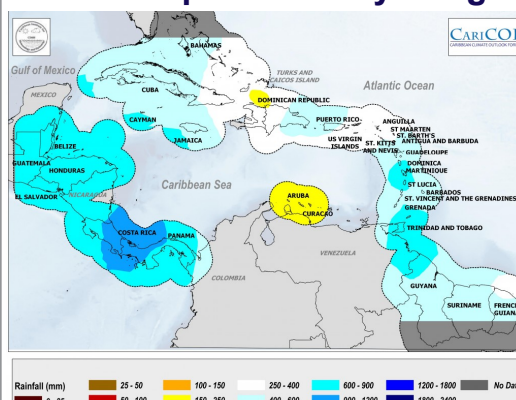 CARICOF
CARIBBEAN CLIMATE OUTLOOK FORUM
BAHAMAS
Gulf of Mexico
TURKS AND
CAICOS ISLAND
Atlantic Ocean
MEXICO
CUBA
DOMINICAN REPUBLIC
CAYMAN
PUERTO RICO
ANGUILLA
JAMAICA
US VIRGIN
ISLANDS
ST MAARTEN
ST. BARTH'S
ST. KITTS
AND NEVIS
ANTIGUA AND BARBUDA
BELIZE
GUADELOUPE
GUATEMALA
HONDURAS
DOMINICA
MARTINIQUE
Caribbean Sea
ST LUCIA
EL SALVADOR
NICARAGUA
ARUBA
BARBADOS
ST. VINCENT AND THE GRENADINES
CURACAO
GRENADA
COSTA RICA
PANAMA
TRINIDAD AND TOBAGO
VENEZUELA
COLOMBIA
GUYANA
SURINAME
FRENC
GUIAN
Rainfall (mm)
25 - 50
100 - 150
250 - 400
600 - 900
1200 - 1800
No Dat